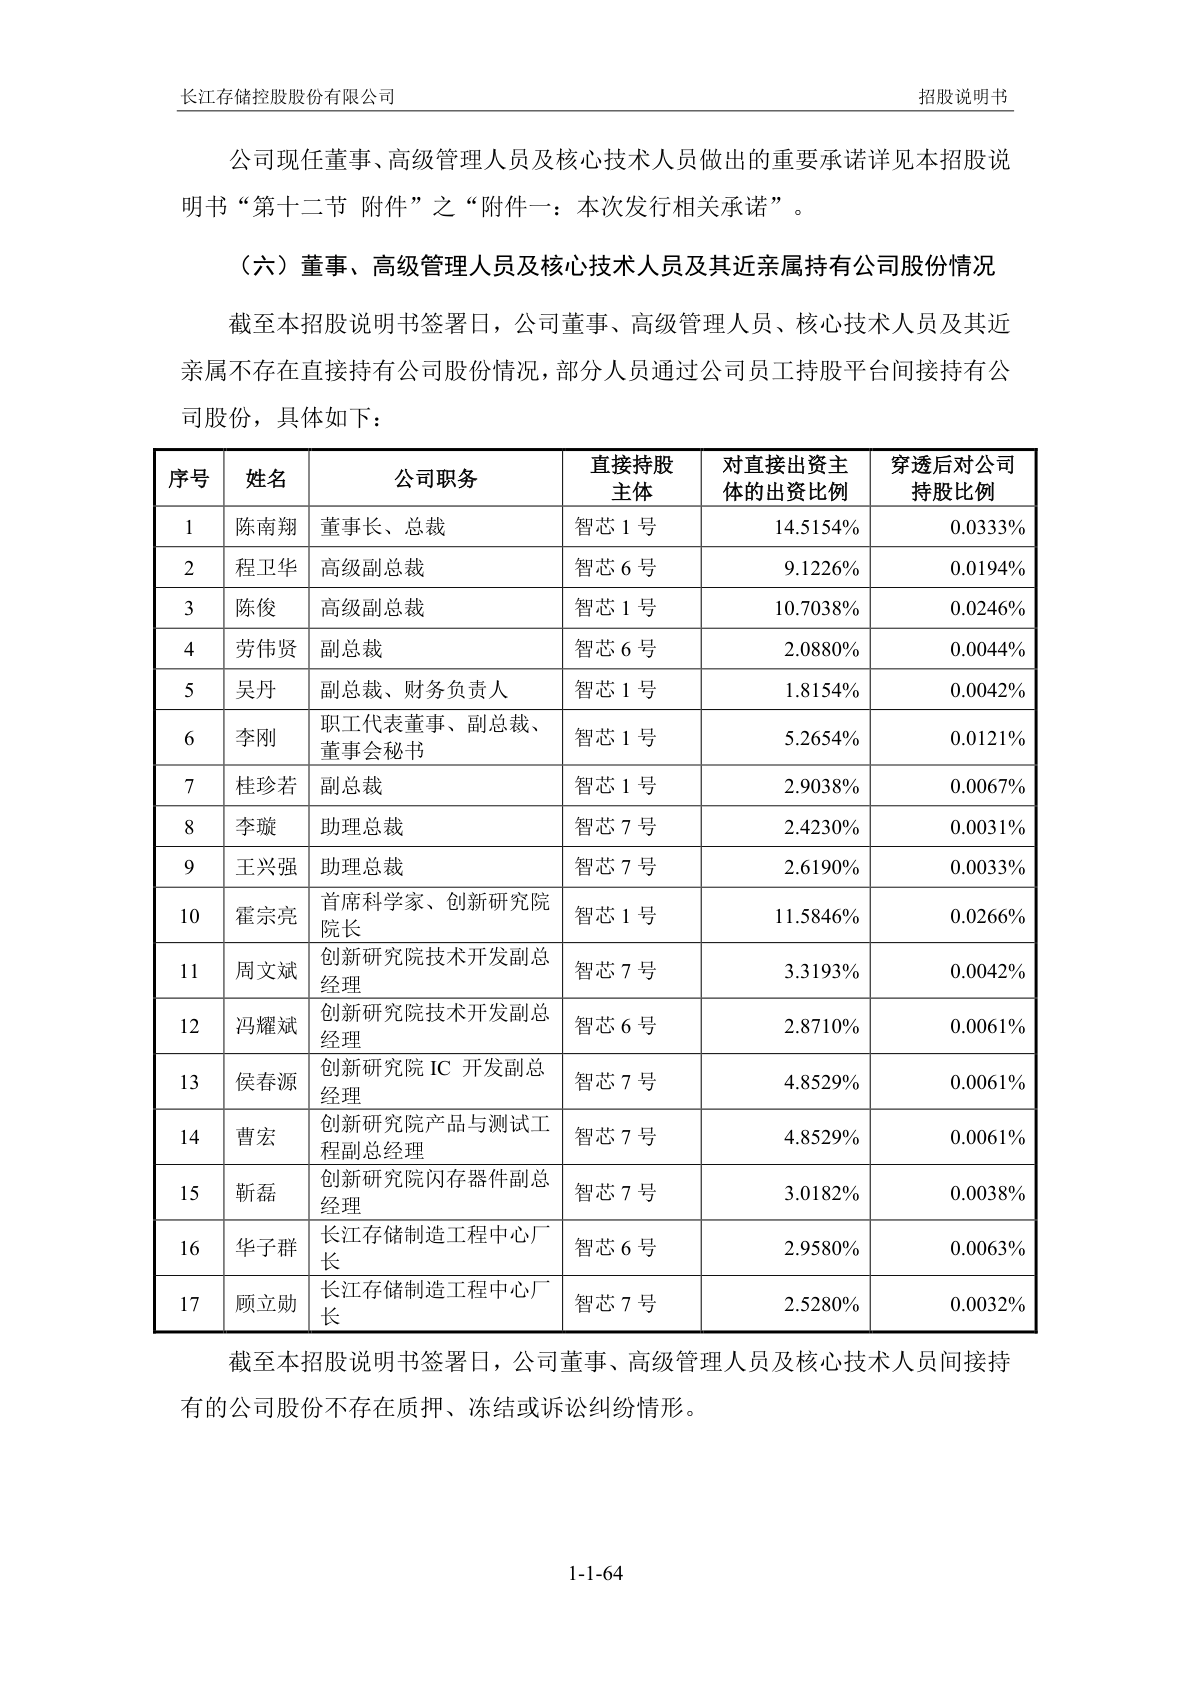 长江存储控股股份有限公司 招股说明书
公司现任董事、高级管理人员及核心技术人员做出的重要承诺详见本招股说
明书“第十二节 附件”之“附件一：本次发行相关承诺”。
（六）董事、高级管理人员及核心技术人员及其近亲属持有公司股份情况
截至本招股说明书签署日，公司董事、高级管理人员、核心技术人员及其近
亲属不存在直接持有公司股份情况，部分人员通过公司员工持股平台间接持有公
司股份，具体如下：
序号 姓名 公司职务 直接持股主体 对直接出资主体的出资比例 穿透后对公司持股比例
1 陈南翔 董事长、总裁 智芯 1 号 14.5154% 0.0333%
2 程卫华 高级副总裁 智芯 6 号 9.1226% 0.0194%
3 陈俊 高级副总裁 智芯 1 号 10.7038% 0.0246%
4 劳伟贤 副总裁 智芯 6 号 2.0880% 0.0044%
5 吴丹 副总裁、财务负责人 智芯 1 号 1.8154% 0.0042%
6 李刚 职工代表董事、副总裁、董事会秘书 智芯 1 号 5.2654% 0.0121%
7 桂珍若 副总裁 智芯 1 号 2.9038% 0.0067%
8 李璇 助理总裁 智芯 7 号 2.4230% 0.0031%
9 王兴强 助理总裁 智芯 7 号 2.6190% 0.0033%
10 霍宗亮 首席科学家、创新研究院院长 智芯 1 号 11.5846% 0.0266%
11 周文斌 创新研究院技术开发副总经理 智芯 7 号 3.3193% 0.0042%
12 冯耀斌 创新研究院技术开发副总经理 智芯 6 号 2.8710% 0.0061%
13 侯春源 创新研究院 IC 开发副总经理 智芯 7 号 4.8529% 0.0061%
14 曹宏 创新研究院产品与测试工程副总经理 智芯 7 号 4.8529% 0.0061%
15 靳磊 创新研究院闪存器件副总经理 智芯 7 号 3.0182% 0.0038%
16 华子群 长江存储制造工程中心厂长 智芯 6 号 2.9580% 0.0063%
17 顾立勋 长江存储制造工程中心厂长 智芯 7 号 2.5280% 0.0032%
截至本招股说明书签署日，公司董事、高级管理人员及核心技术人员间接持
有的公司股份不存在质押、冻结或诉讼纠纷情形。
1-1-64